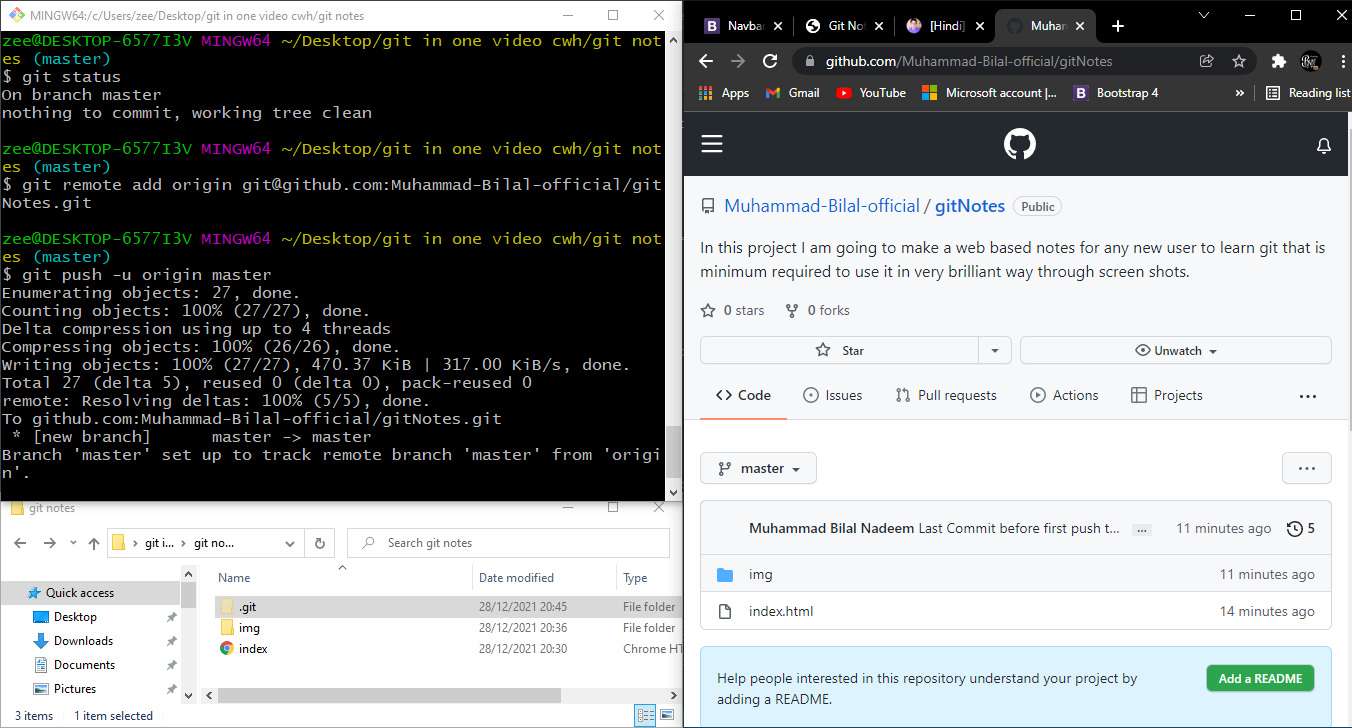 MINGW64:/c/Users/zee/Desktop/git in one video cwh/git notes
zee@DESKTOP-6577I3V MINGW64 ~/Desktop/git in one video cwh/git not
es (master)
$ git status
On branch master
nothing to commit, working tree clean
zee@DESKTOP-6577I3V MINGW64 ~/Desktop/git in one video cwh/git not
es (master)
$ git remote add origin git@github.com:Muhammad-Bilal-official/git
Notes.git
zee@DESKTOP-6577I3V MINGW64 ~/Desktop/git in one video cwh/git not
es (master)
$ git push -u origin master
Enumerating objects: 27, done.
Counting objects: 100% (27/27), done.
Delta compression using up to 4 threads
Compressing objects: 100% (26/26), done.
Writing objects: 100% (27/27), 470.37 KiB | 317.00 KiB/s, done.
Total 27 (delta 5), reused 0 (delta 0), pack-reused 0
remote: Resolving deltas: 100% (5/5), done.
To github.com:Muhammad-Bilal-official/gitNotes.git
 * [new branch]      master -> master
Branch 'master' set up to track remote branch 'master' from 'origi
n'.
git notes
git i... › git no...
Search git notes
Name Date modified Type
Quick access
Desktop
Downloads
Documents
Pictures
.git 28/12/2021 20:45 File folder
img 28/12/2021 20:36 File folder
index 28/12/2021 20:30 Chrome HT
3 items 1 item selected
B Navba Git Not [Hindi] Muham
github.com/Muhammad-Bilal-official/gitNotes
Apps Gmail YouTube Microsoft account |... B Bootstrap 4 » Reading list
Muhammad-Bilal-official / gitNotes Public
In this project I am going to make a web based notes for any new user to learn git that is
minimum required to use it in very brilliant way through screen shots.
0 stars 0 forks
Star Unwatch
Code Issues Pull requests Actions Projects ...
master ...
Muhammad Bilal Nadeem Last Commit before first push t... ... 11 minutes ago 5
img 11 minutes ago
index.html 14 minutes ago
Help people interested in this repository understand your project by
adding a README.
Add a README